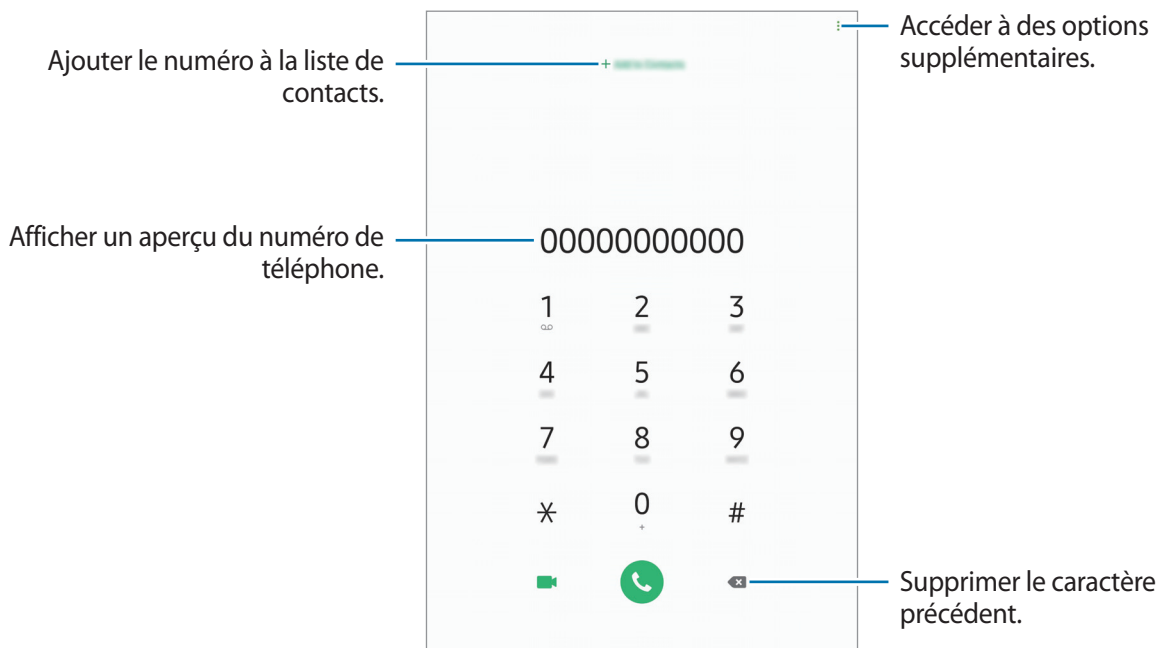 Accéder à des options
supplémentaires.
Ajouter le numéro à la liste de
contacts.
+
Afficher un aperçu du numéro de
téléphone.
00000000000
1 2 3
4 5 6
7 8 9
* 0 #
+
Supprimer le caractère
précédent.